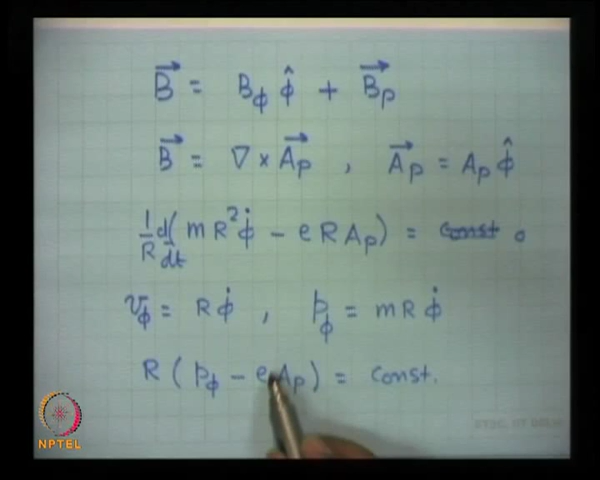 B⃗ = B_ϕ ϕ̂ + B⃗_p
B⃗ = ∇ × A⃗_p , A⃗_p = A_p ϕ̂
1/R d/dt (m R² ϕ̇ − e R A_p) = ~~const~~ 0
v_ϕ = R ϕ̇ , p_ϕ = m R ϕ̇
R ( p_ϕ − e A_p ) = const.
NPTEL